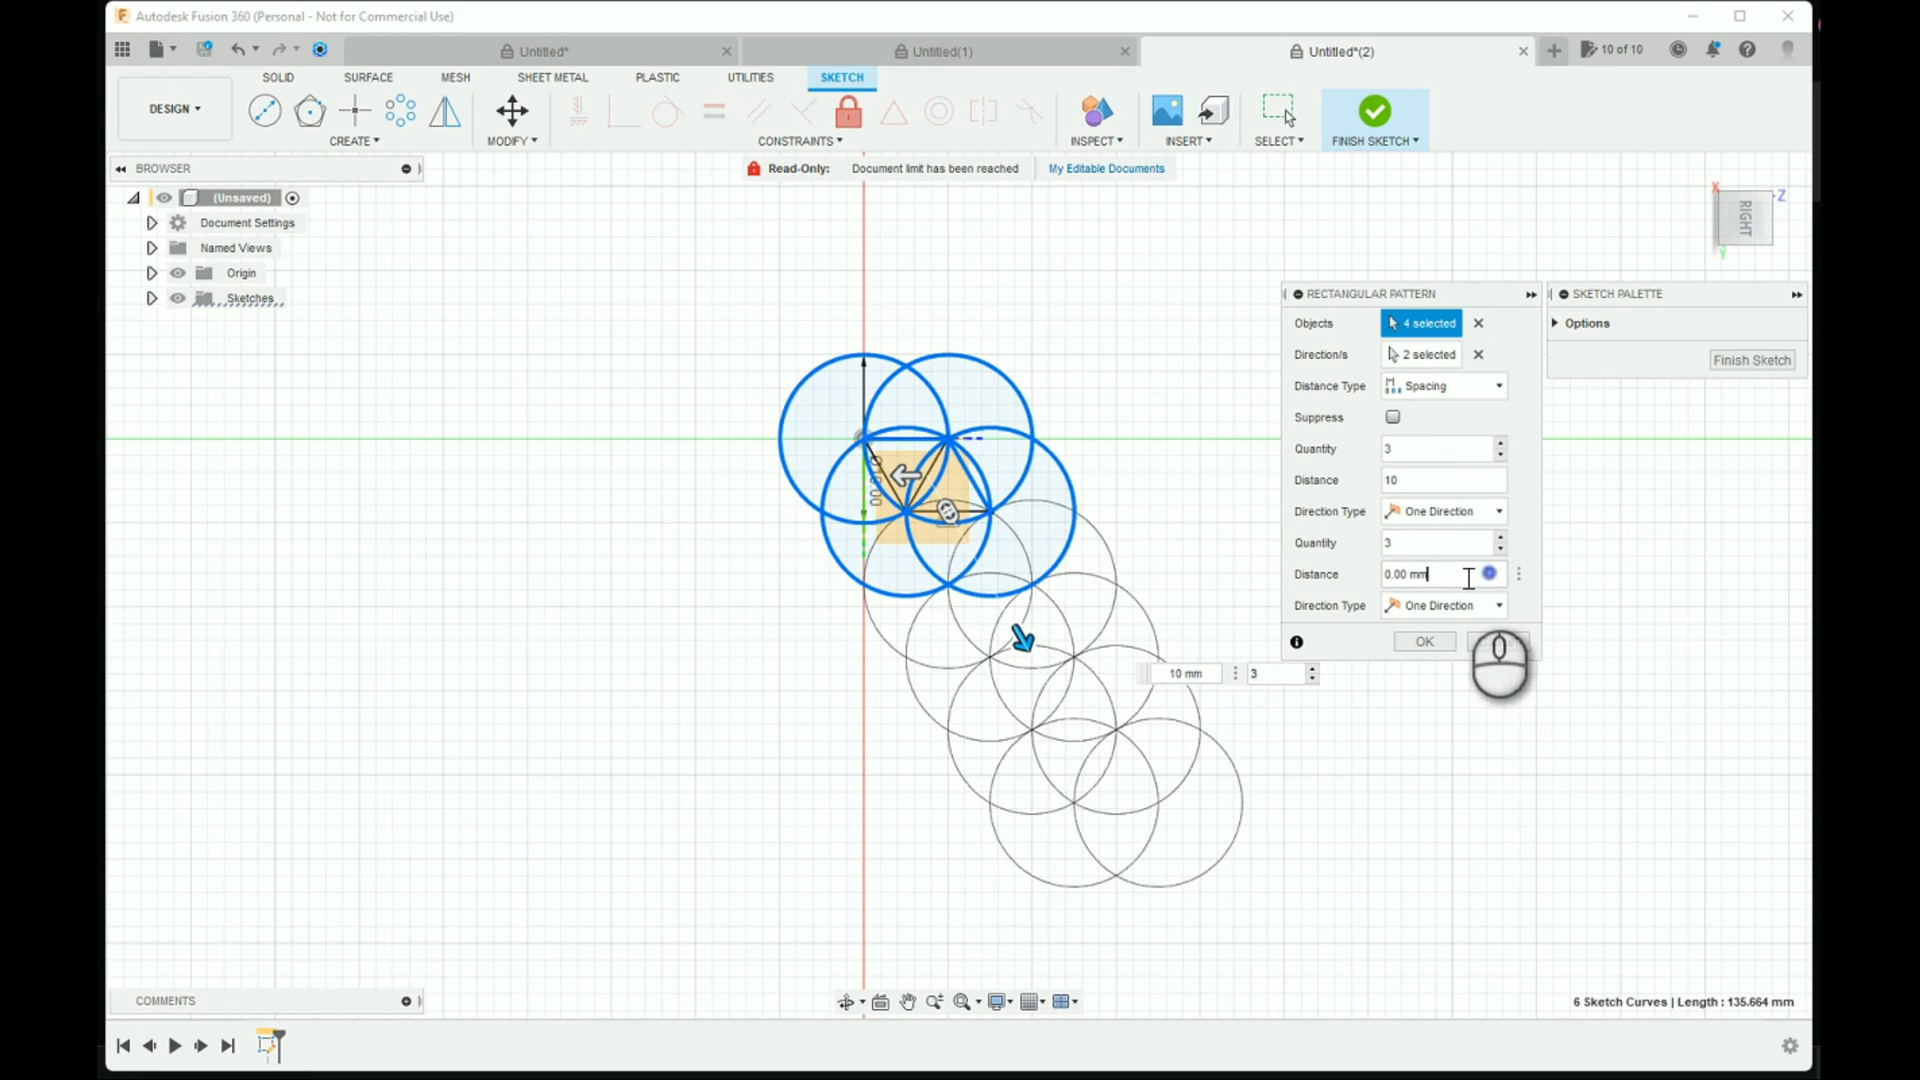 Autodesk Fusion 360 (Personal - Not for Commercial Use)
Untitled*
Untitled(1)
Untitled*(2)
10 of 10
SOLID SURFACE MESH SHEET METAL PLASTIC UTILITIES SKETCH
DESIGN
CREATE MODIFY CONSTRAINTS INSPECT INSERT SELECT FINISH SKETCH
BROWSER
Read-Only: Document limit has been reached My Editable Documents
(Unsaved)
Document Settings
Named Views
Origin
Sketches
X
Z
RIGHT
Y
RECTANGULAR PATTERN
Objects 4 selected
Direction/s 2 selected
Distance Type Spacing
Suppress
Quantity 3
Distance 10
Direction Type One Direction
Quantity 3
Distance 0.00 mm
Direction Type One Direction
OK
SKETCH PALETTE
Options
Finish Sketch
10 mm 3
COMMENTS
6 Sketch Curves | Length : 135.664 mm